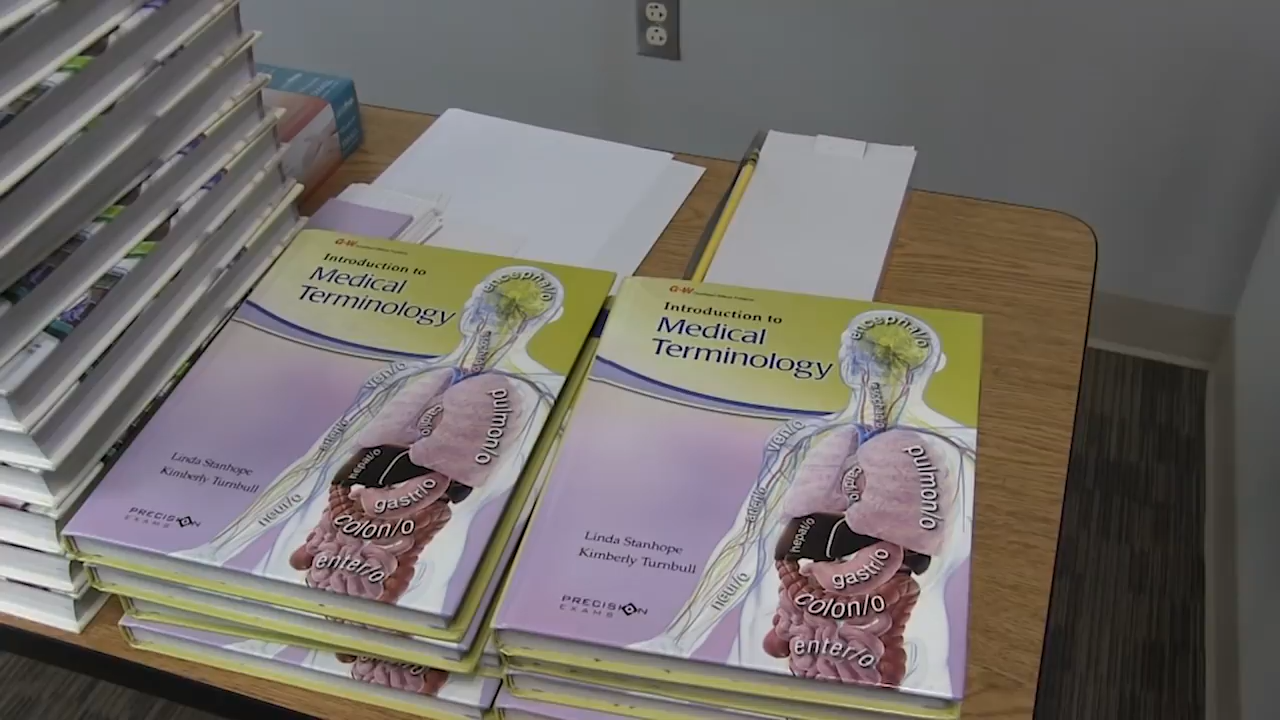 G-W
Introduction to
Medical
Terminology
encephal/o
ven/o
pulmon/o
arteri/o
hepat/o
gastr/o
neur/o
colon/o
enter/o
Linda Stanhope
Kimberly Turnbull
PRECISION
EXAMS
G-W
Introduction to
Medical
Terminology
encephal/o
esophag/o
ven/o
pulmon/o
cardi/o
arteri/o
hepat/o
gastr/o
neur/o
colon/o
enter/o
Linda Stanhope
Kimberly Turnbull
PRECISION
EXAMS